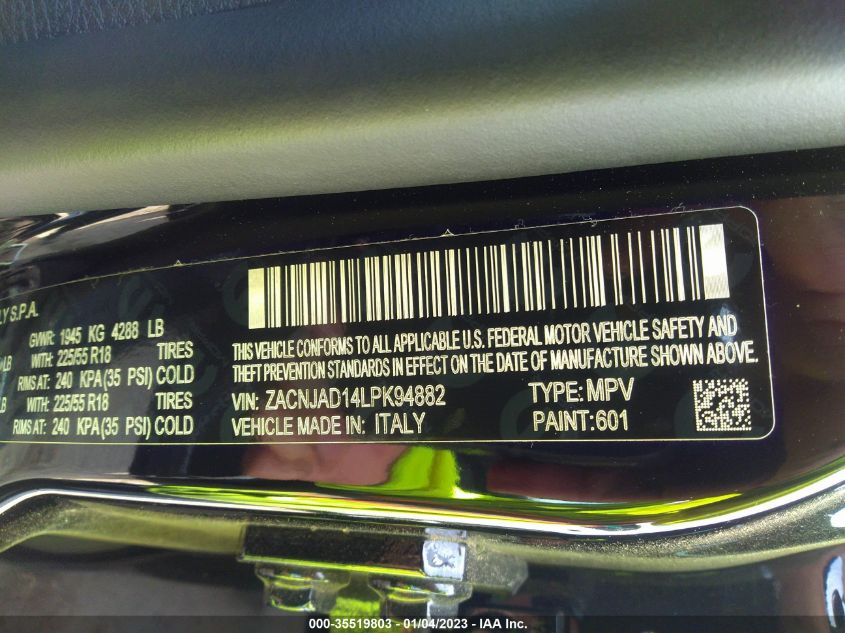 LY S.P.A.
GVWR: 1945 KG 4288 LB
LB WITH: 225/55 R18 TIRES
RIMS AT: 240 KPA(35 PSI) COLD
LB WITH: 225/55 R18 TIRES
RIMS AT: 240 KPA(35 PSI) COLD
THIS VEHICLE CONFORMS TO ALL APPLICABLE U.S. FEDERAL MOTOR VEHICLE SAFETY AND
THEFT PREVENTION STANDARDS IN EFFECT ON THE DATE OF MANUFACTURE SHOWN ABOVE.
VIN: ZACNJAD14LPK94882 TYPE: MPV
VEHICLE MADE IN: ITALY PAINT:601
000-35519803 - 01/04/2023 - IAA Inc.